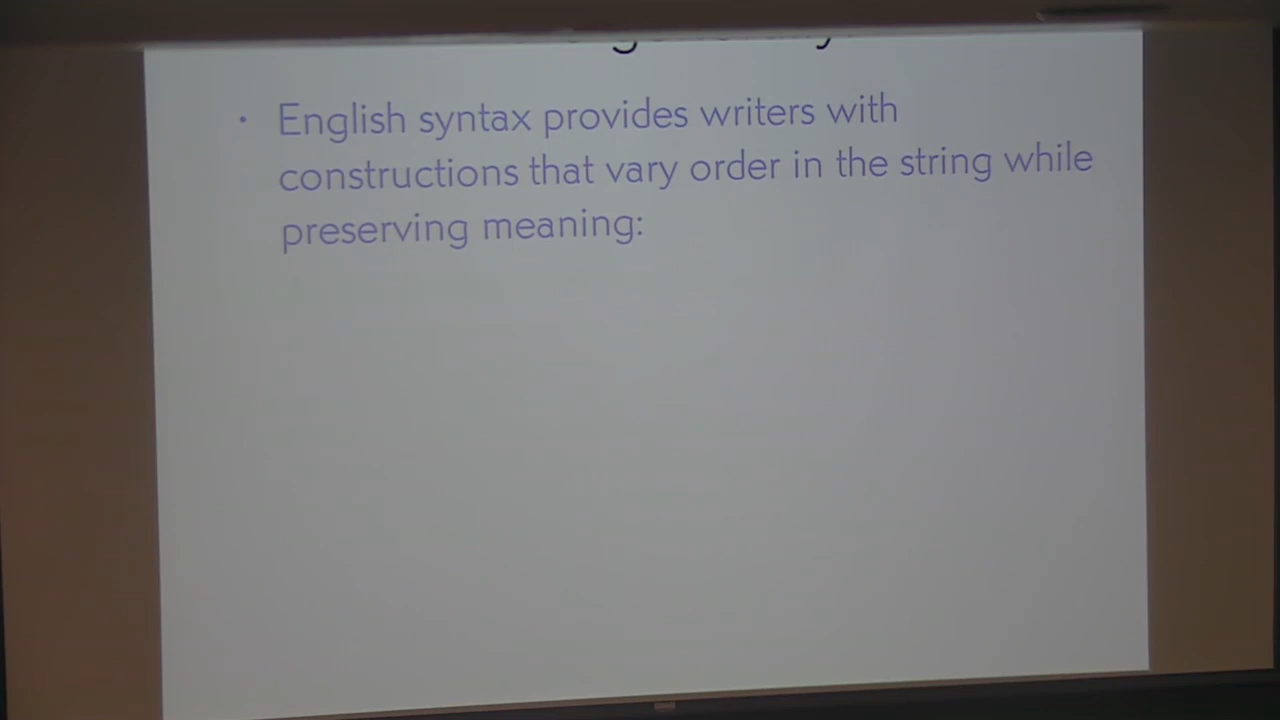 • English syntax provides writers with
constructions that vary order in the string while
preserving meaning: